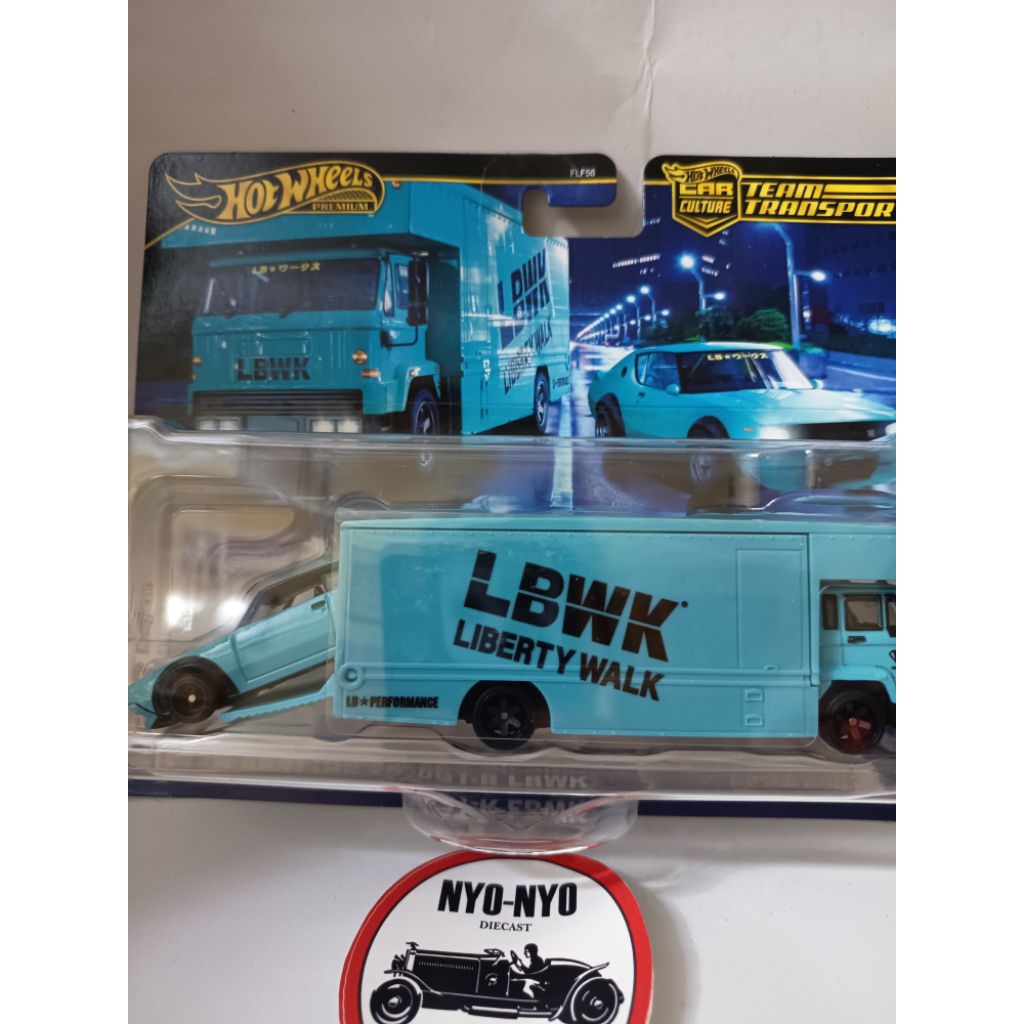 HOT WHEELS
PREMIUM
FLF56
HOT WHEELS
CAR
CULTURE
TEAM
TRANSPOR
LB★ワークス
LBWK
LBWK
LIBERTY WALK
LB★ワークス
LBWK
LIBERTY WALK
LB★PERFORMANCE
NYO-NYO
DIECAST